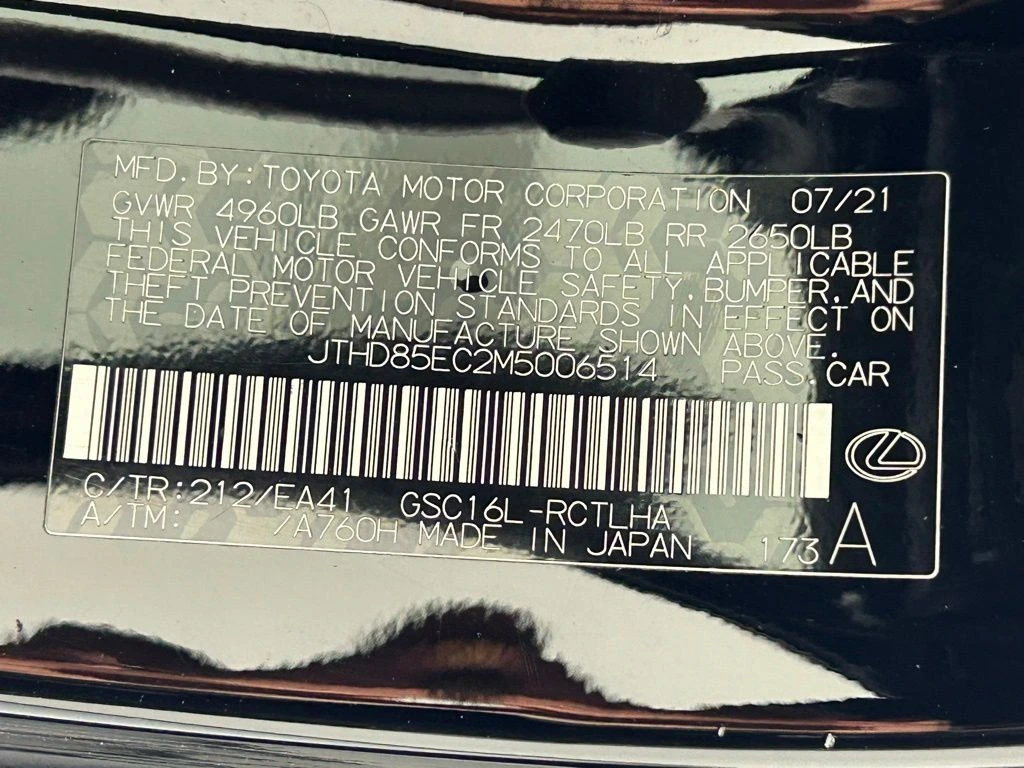 MFD.BY:TOYOTA MOTOR CORPORATION 07/21
GVWR 4960LB GAWR FR 2470LB RR 2650LB
THIS VEHICLE CONFORMS TO ALL APPLICABLE
FEDERAL MOTOR VEHICLE SAFETY,BUMPER,AND
THEFT PREVENTION STANDARDS IN EFFECT ON
THE DATE OF MANUFACTURE SHOWN ABOVE.
JTHD85EC2M5006514 PASS.CAR
C/TR:212/EA41 GSC16L-RCTLHA
A/TM: /A760H MADE IN JAPAN 173 A